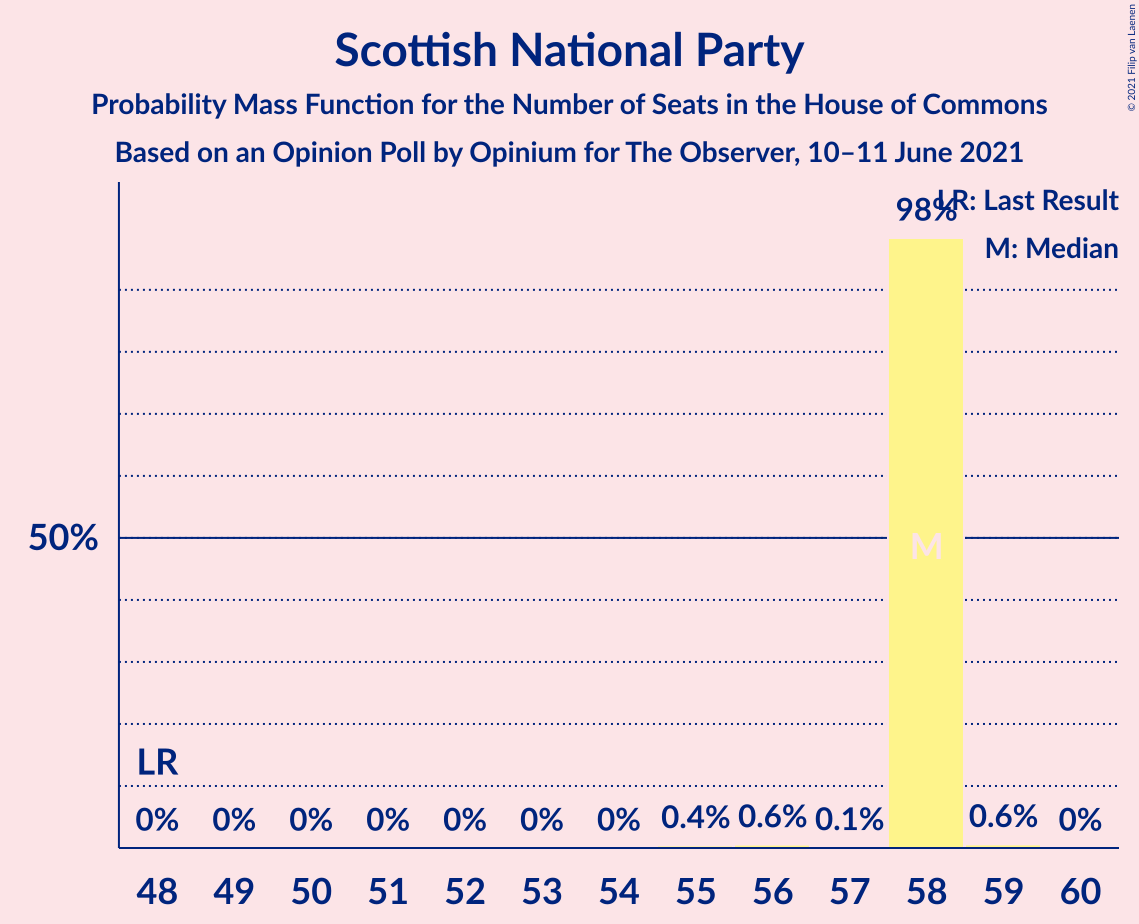 Scottish National Party
Probability Mass Function for the Number of Seats in the House of Commons
Based on an Opinion Poll by Opinium for The Observer, 10–11 June 2021
© 2021 Filip van Laenen
LR: Last Result
M: Median
98%
50%
M
LR
0% 0% 0% 0% 0% 0% 0% 0.4% 0.6% 0.1% 0.6% 0%
48 49 50 51 52 53 54 55 56 57 58 59 60